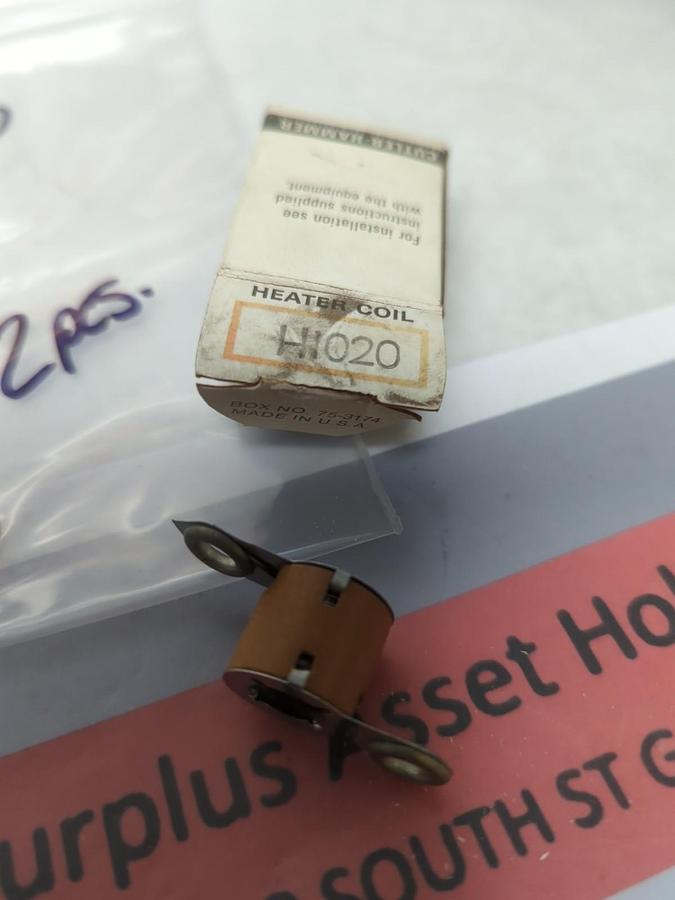 2pcs.
CUTLER-HAMMER
For installation see
instructions supplied
with the equipment.
HEATER COIL
H1020
BOX NO. 75-3174
MADE IN U.S.A
urplus Asset Hol
SOUTH ST G